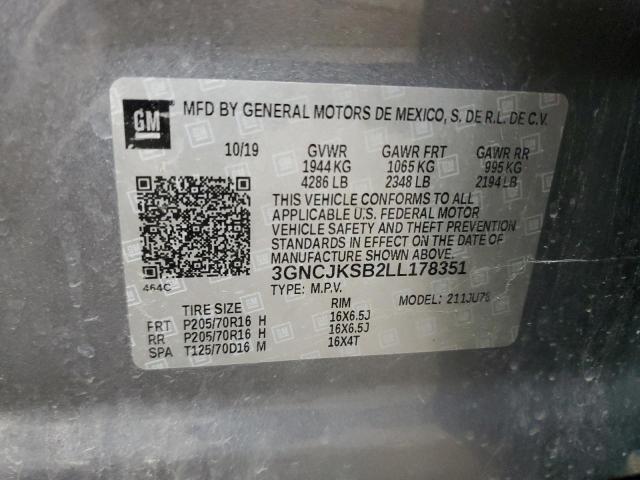 GM
MFD BY GENERAL MOTORS DE MEXICO, S. DE R.L. DE C.V.
10/19 GVWR GAWR FRT GAWR RR
1944 KG 1065 KG 995 KG
4286 LB 2348 LB 2194 LB
THIS VEHICLE CONFORMS TO ALL
APPLICABLE U.S. FEDERAL MOTOR
VEHICLE SAFETY AND THEFT PREVENTION
STANDARDS IN EFFECT ON THE DATE OF
MANUFACTURE SHOWN ABOVE.
3GNCJKSB2LL178351
464C
TYPE: M.P.V. MODEL: 211JU76
TIRE SIZE RIM
FRT P205/70R16 H 16X6.5J
RR P205/70R16 H 16X6.5J
SPA T125/70D16 M 16X4T